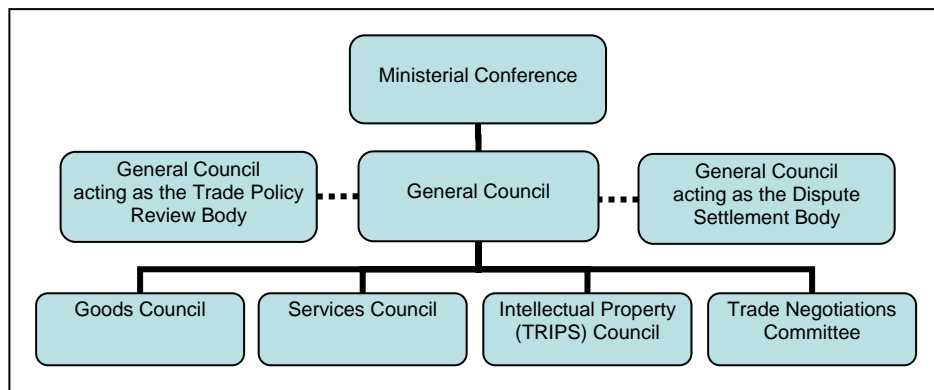 Ministerial Conference
General Council
acting as the Trade Policy
Review Body
General Council
General Council
acting as the Dispute
Settlement Body
Goods Council
Services Council
Intellectual Property
(TRIPS) Council
Trade Negotiations
Committee